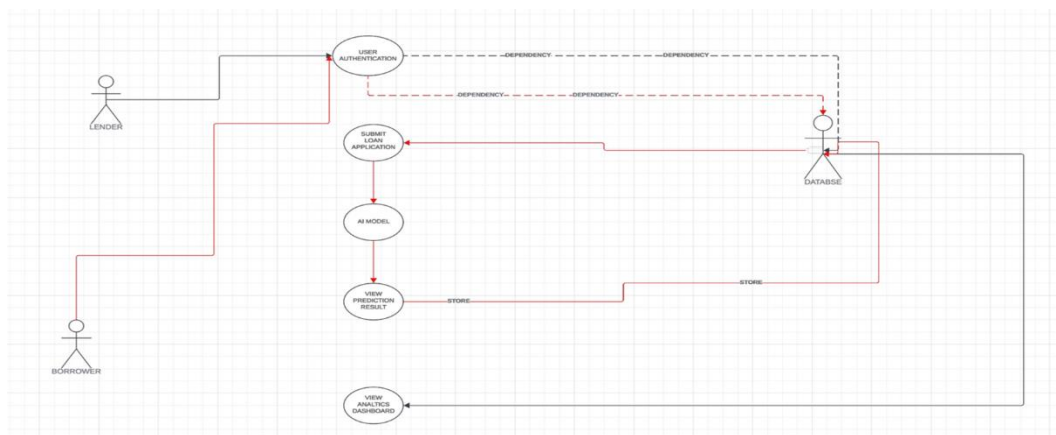 USER
AUTHENTICATION
DEPENDENCY
DEPENDENCY
DEPENDENCY
DEPENDENCY
LENDER
SUBMIT
LOAN
APPLICATION
DATABSE
AI MODEL
VIEW
PREDICTION
RESULT
STORE
STORE
BORROWER
VIEW
ANALTICS
DASHBOARD